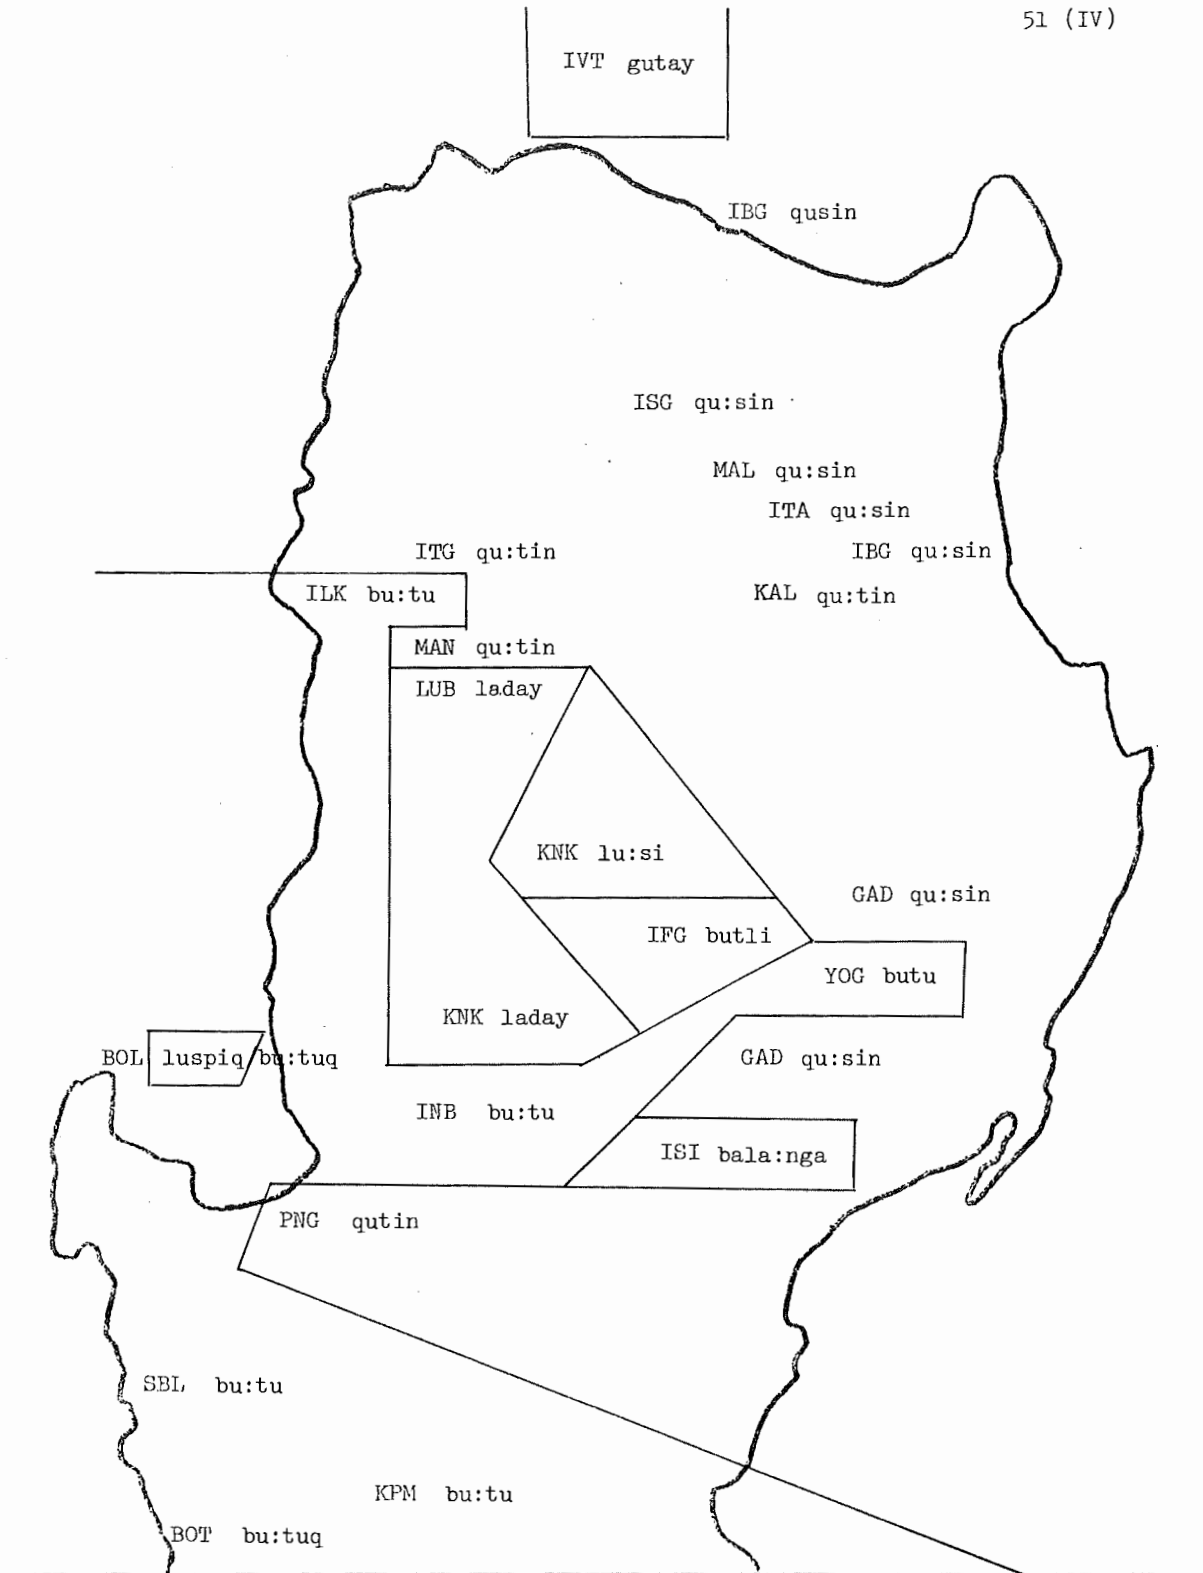 51 (IV)
IVT gutay
IBG qusin
ISG qu:sin
MAL qu:sin
ITA qu:sin
ITG qu:tin
IBG qu:sin
ILK bu:tu
KAL qu:tin
MAN qu:tin
LUB laday
KNK lu:si
GAD qu:sin
IFG butli
YOG butu
KNK laday
BOL luspiq bu:tuq
GAD qu:sin
INB bu:tu
ISI bala:nga
PNG qutin
SBL bu:tu
KPM bu:tu
BOT bu:tuq